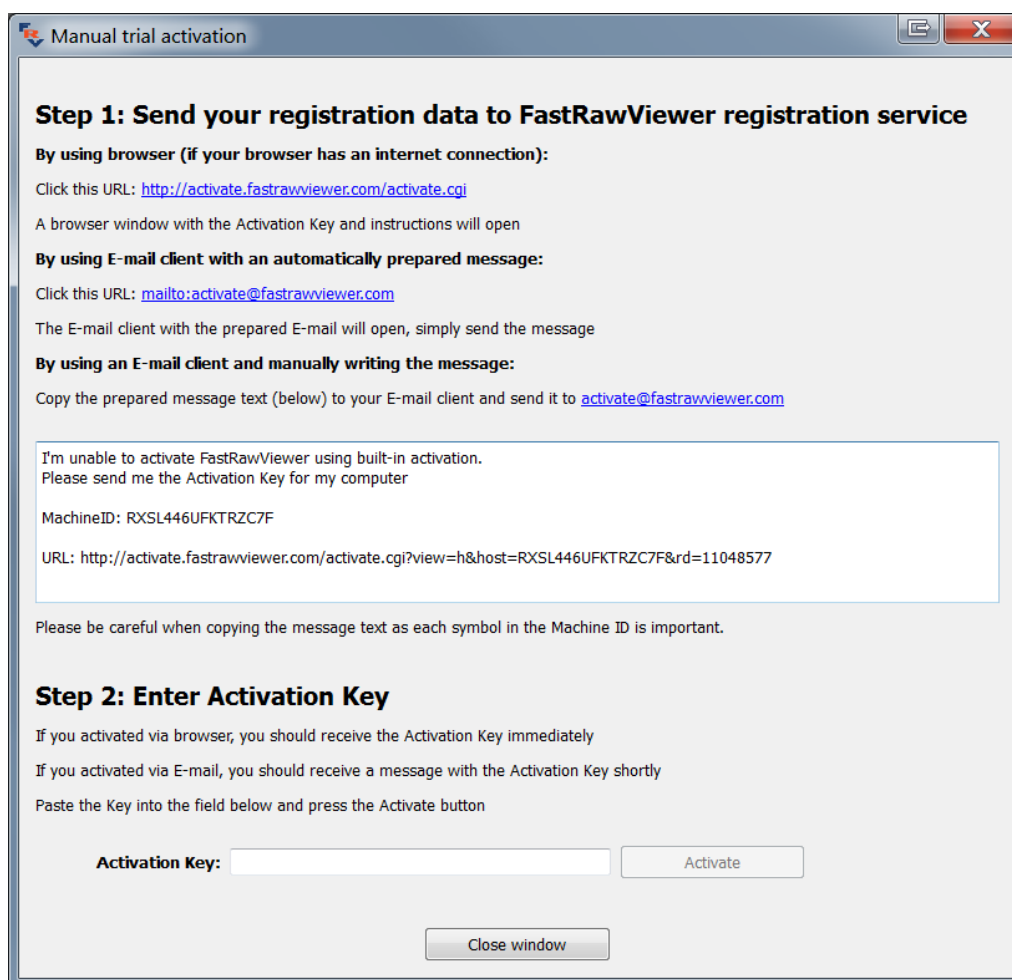 Manual trial activation
Step 1: Send your registration data to FastRawViewer registration service
By using browser (if your browser has an internet connection):
Click this URL: http://activate.fastrawviewer.com/activate.cgi
A browser window with the Activation Key and instructions will open
By using E-mail client with an automatically prepared message:
Click this URL: mailto:activate@fastrawviewer.com
The E-mail client with the prepared E-mail will open, simply send the message
By using an E-mail client and manually writing the message:
Copy the prepared message text (below) to your E-mail client and send it to activate@fastrawviewer.com
I'm unable to activate FastRawViewer using built-in activation.
Please send me the Activation Key for my computer
MachineID: RXSL446UFKTRZC7F
URL: http://activate.fastrawviewer.com/activate.cgi?view=h&host=RXSL446UFKTRZC7F&rd=11048577
Please be careful when copying the message text as each symbol in the Machine ID is important.
Step 2: Enter Activation Key
If you activated via browser, you should receive the Activation Key immediately
If you activated via E-mail, you should receive a message with the Activation Key shortly
Paste the Key into the field below and press the Activate button
Activation Key:
Activate
Close window